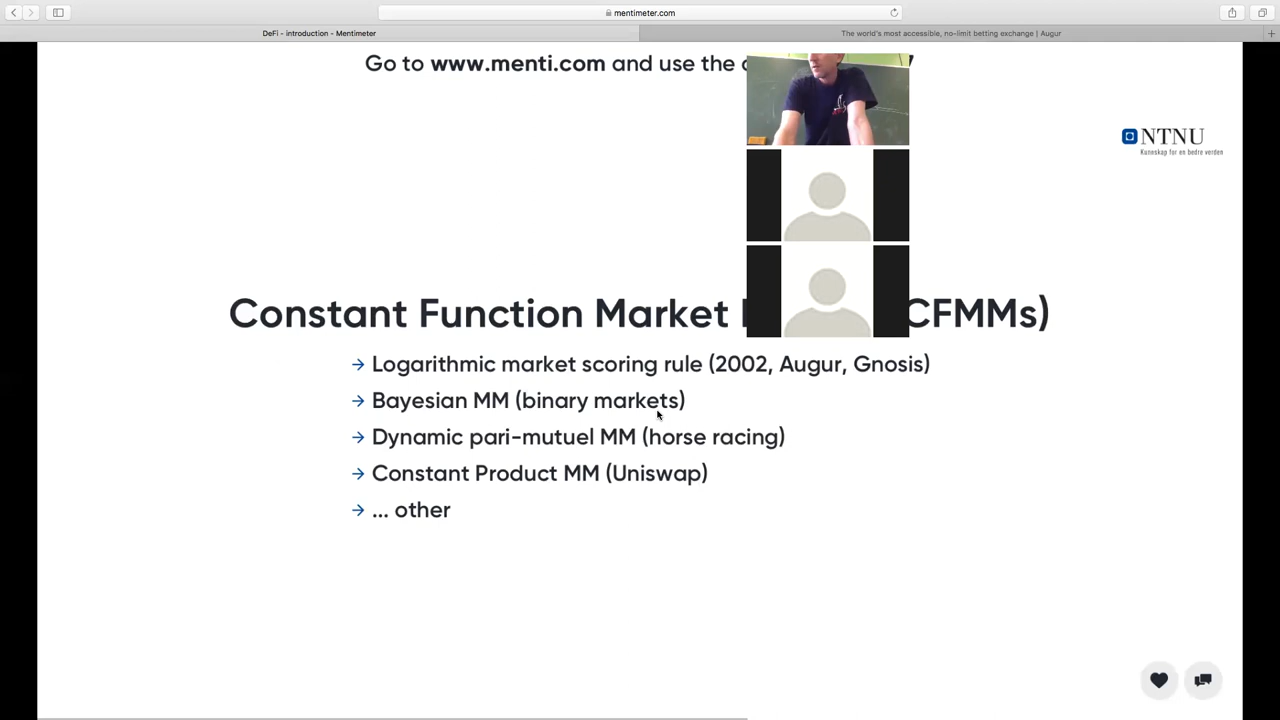 mentimeter.com
DeFi - introduction - Mentimeter
The world's most accessible, no-limit betting exchange | Augur
Go to www.menti.com and use the
NTNU
Kunnskap for en bedre verden
Constant Function Market CFMMs)
→ Logarithmic market scoring rule (2002, Augur, Gnosis)
→ Bayesian MM (binary markets)
→ Dynamic pari-mutuel MM (horse racing)
→ Constant Product MM (Uniswap)
→ ... other